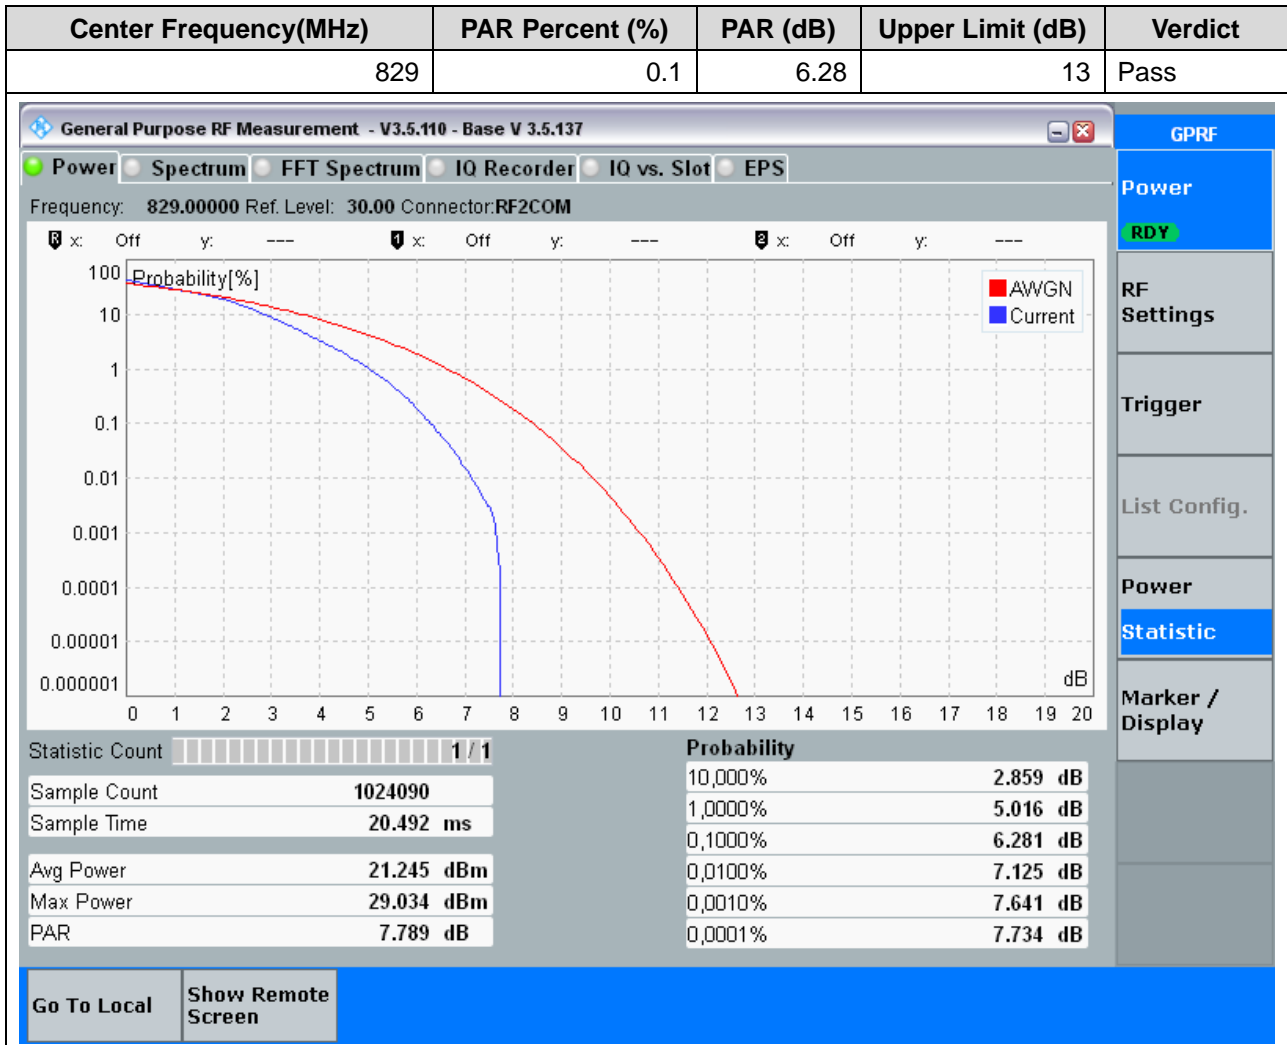 Center Frequency(MHz) PAR Percent (%) PAR (dB) Upper Limit (dB) Verdict
829 0.1 6.28 13 Pass
General Purpose RF Measurement - V3.5.110 - Base V 3.5.137
GPRF
Power Spectrum FFT Spectrum IQ Recorder IQ vs. Slot EPS
Frequency: 829.00000 Ref. Level: 30.00 Connector:RF2COM
R x: Off y: --- 1 x: Off y: --- 2 x: Off y: ---
Probability[%]
100
10
1
0.1
0.01
0.001
0.0001
0.00001
0.000001
AWGN
Current
dB
0 1 2 3 4 5 6 7 8 9 10 11 12 13 14 15 16 17 18 19 20
Statistic Count 1 / 1
Sample Count 1024090
Sample Time 20.492 ms
Avg Power 21.245 dBm
Max Power 29.034 dBm
PAR 7.789 dB
Probability
10,000% 2.859 dB
1,0000% 5.016 dB
0,1000% 6.281 dB
0,0100% 7.125 dB
0,0010% 7.641 dB
0,0001% 7.734 dB
Power
RDY
RF
Settings
Trigger
List Config.
Power
Statistic
Marker /
Display
Go To Local
Show Remote
Screen